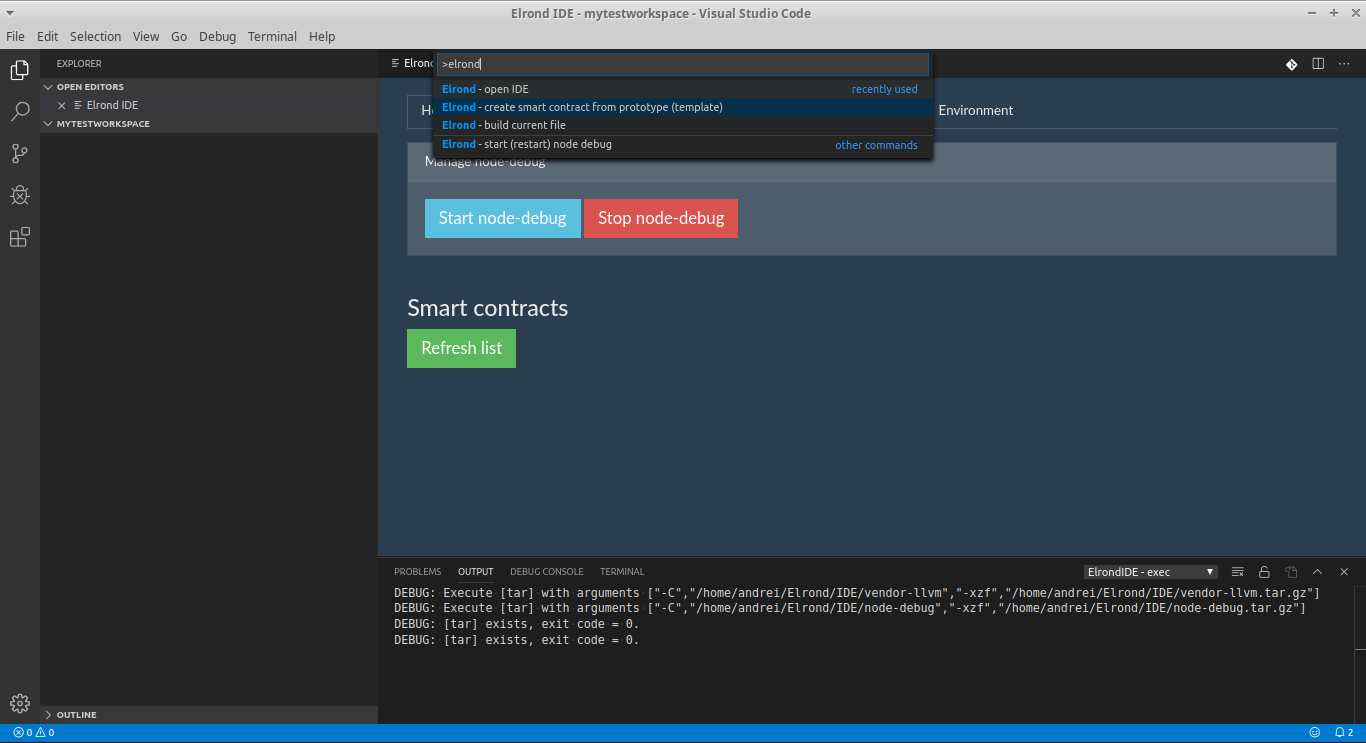 Elrond IDE - mytestworkspace - Visual Studio Code
File Edit Selection View Go Debug Terminal Help
EXPLORER
OPEN EDITORS
Elrond IDE
MYTESTWORKSPACE
OUTLINE
Elrond
>elrond
Elrond - open IDE recently used
Elrond - create smart contract from prototype (template)
Elrond - build current file
Elrond - start (restart) node debug other commands
Environment
Manage node-debug
Start node-debug Stop node-debug
Smart contracts
Refresh list
PROBLEMS OUTPUT DEBUG CONSOLE TERMINAL ElrondIDE - exec
DEBUG: Execute [tar] with arguments ["-C","/home/andrei/Elrond/IDE/vendor-llvm","-xzf","/home/andrei/Elrond/IDE/vendor-llvm.tar.gz"]
DEBUG: Execute [tar] with arguments ["-C","/home/andrei/Elrond/IDE/node-debug","-xzf","/home/andrei/Elrond/IDE/node-debug.tar.gz"]
DEBUG: [tar] exists, exit code = 0.
DEBUG: [tar] exists, exit code = 0.
0 0 2